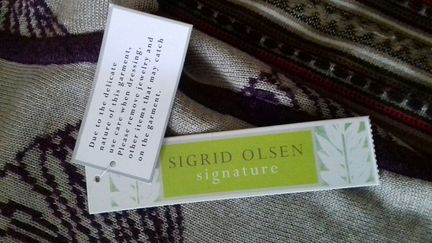 Due to the delicate
nature of this garment,
use care when dressing.
Please remove jewelry and
other items that may catch
on the garment.
SIGRID OLSEN
signature